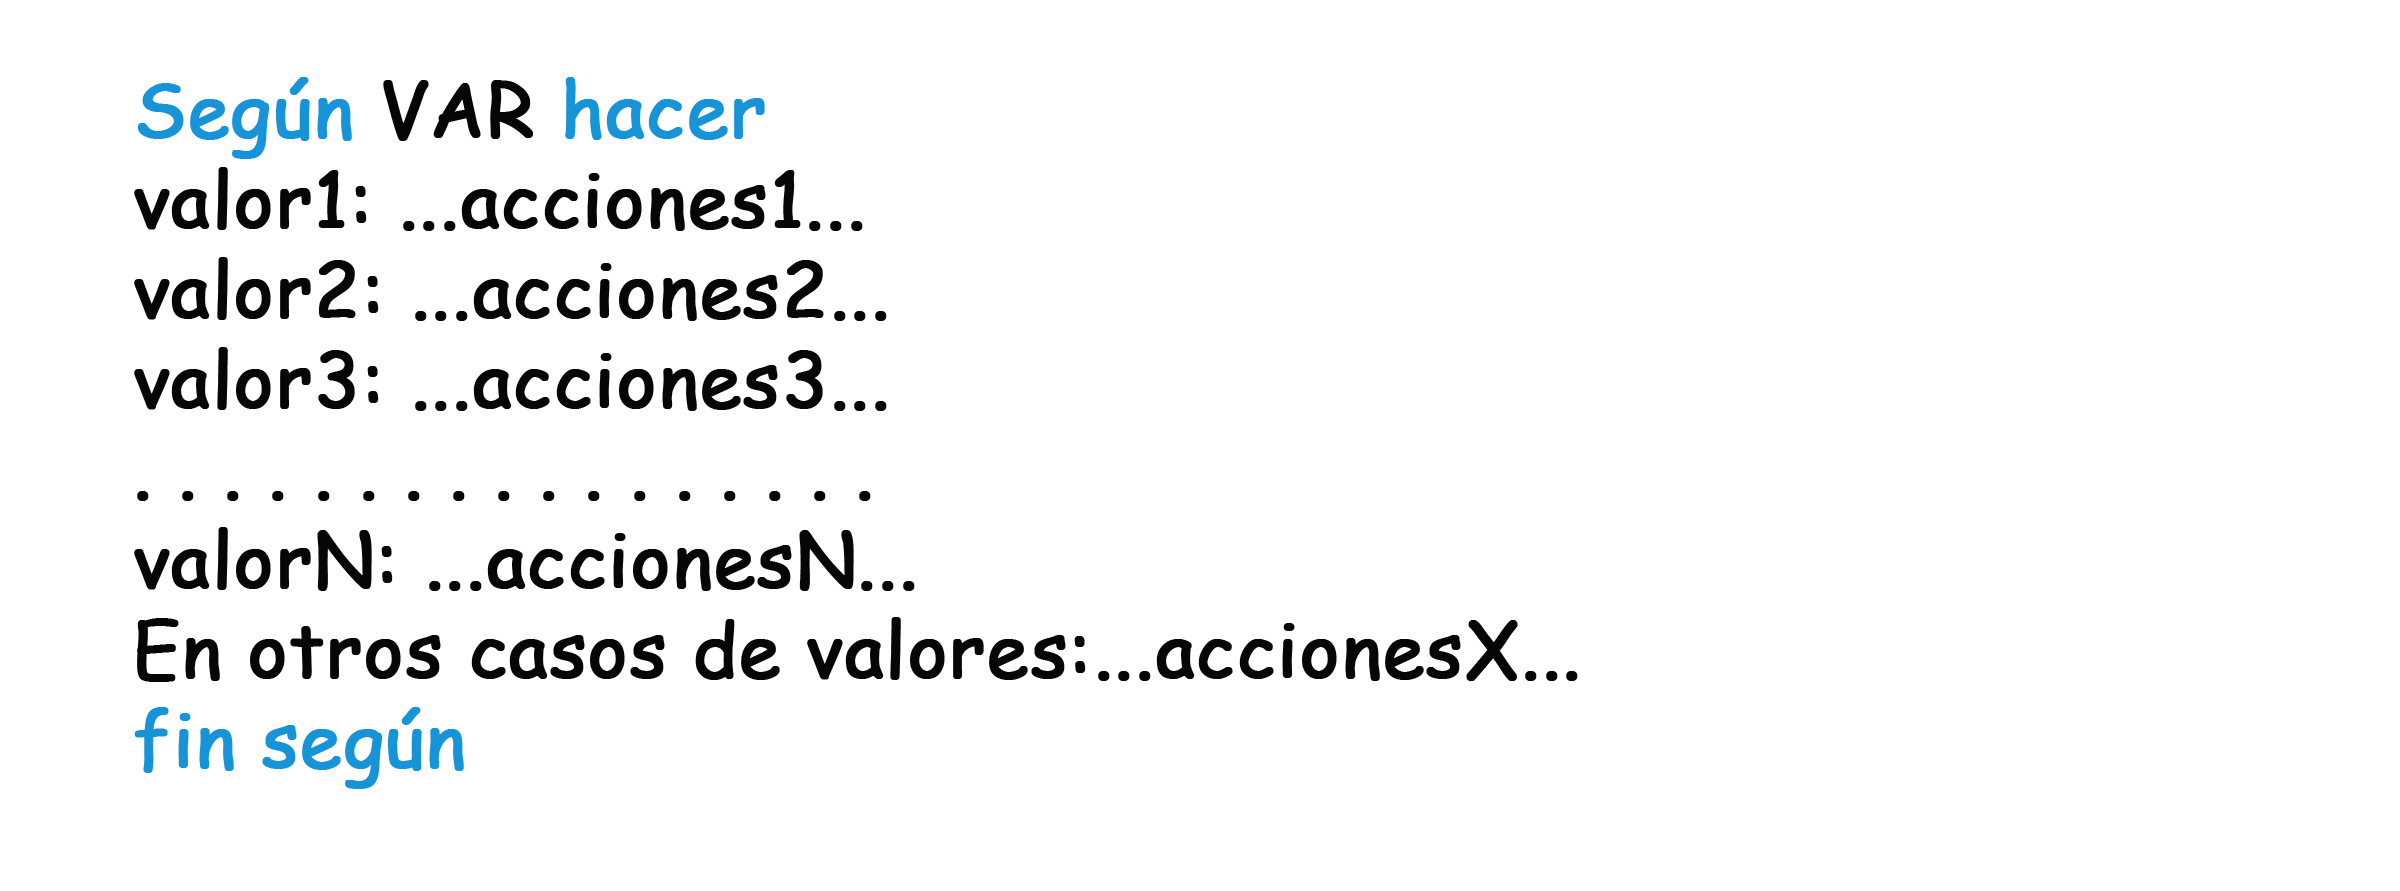 Según VAR hacer
valor1: ...acciones1...
valor2: ...acciones2...
valor3: ...acciones3...
. . . . . . . . . . . . . . . . .
valorN: ...accionesN...
En otros casos de valores:...accionesX...
fin según